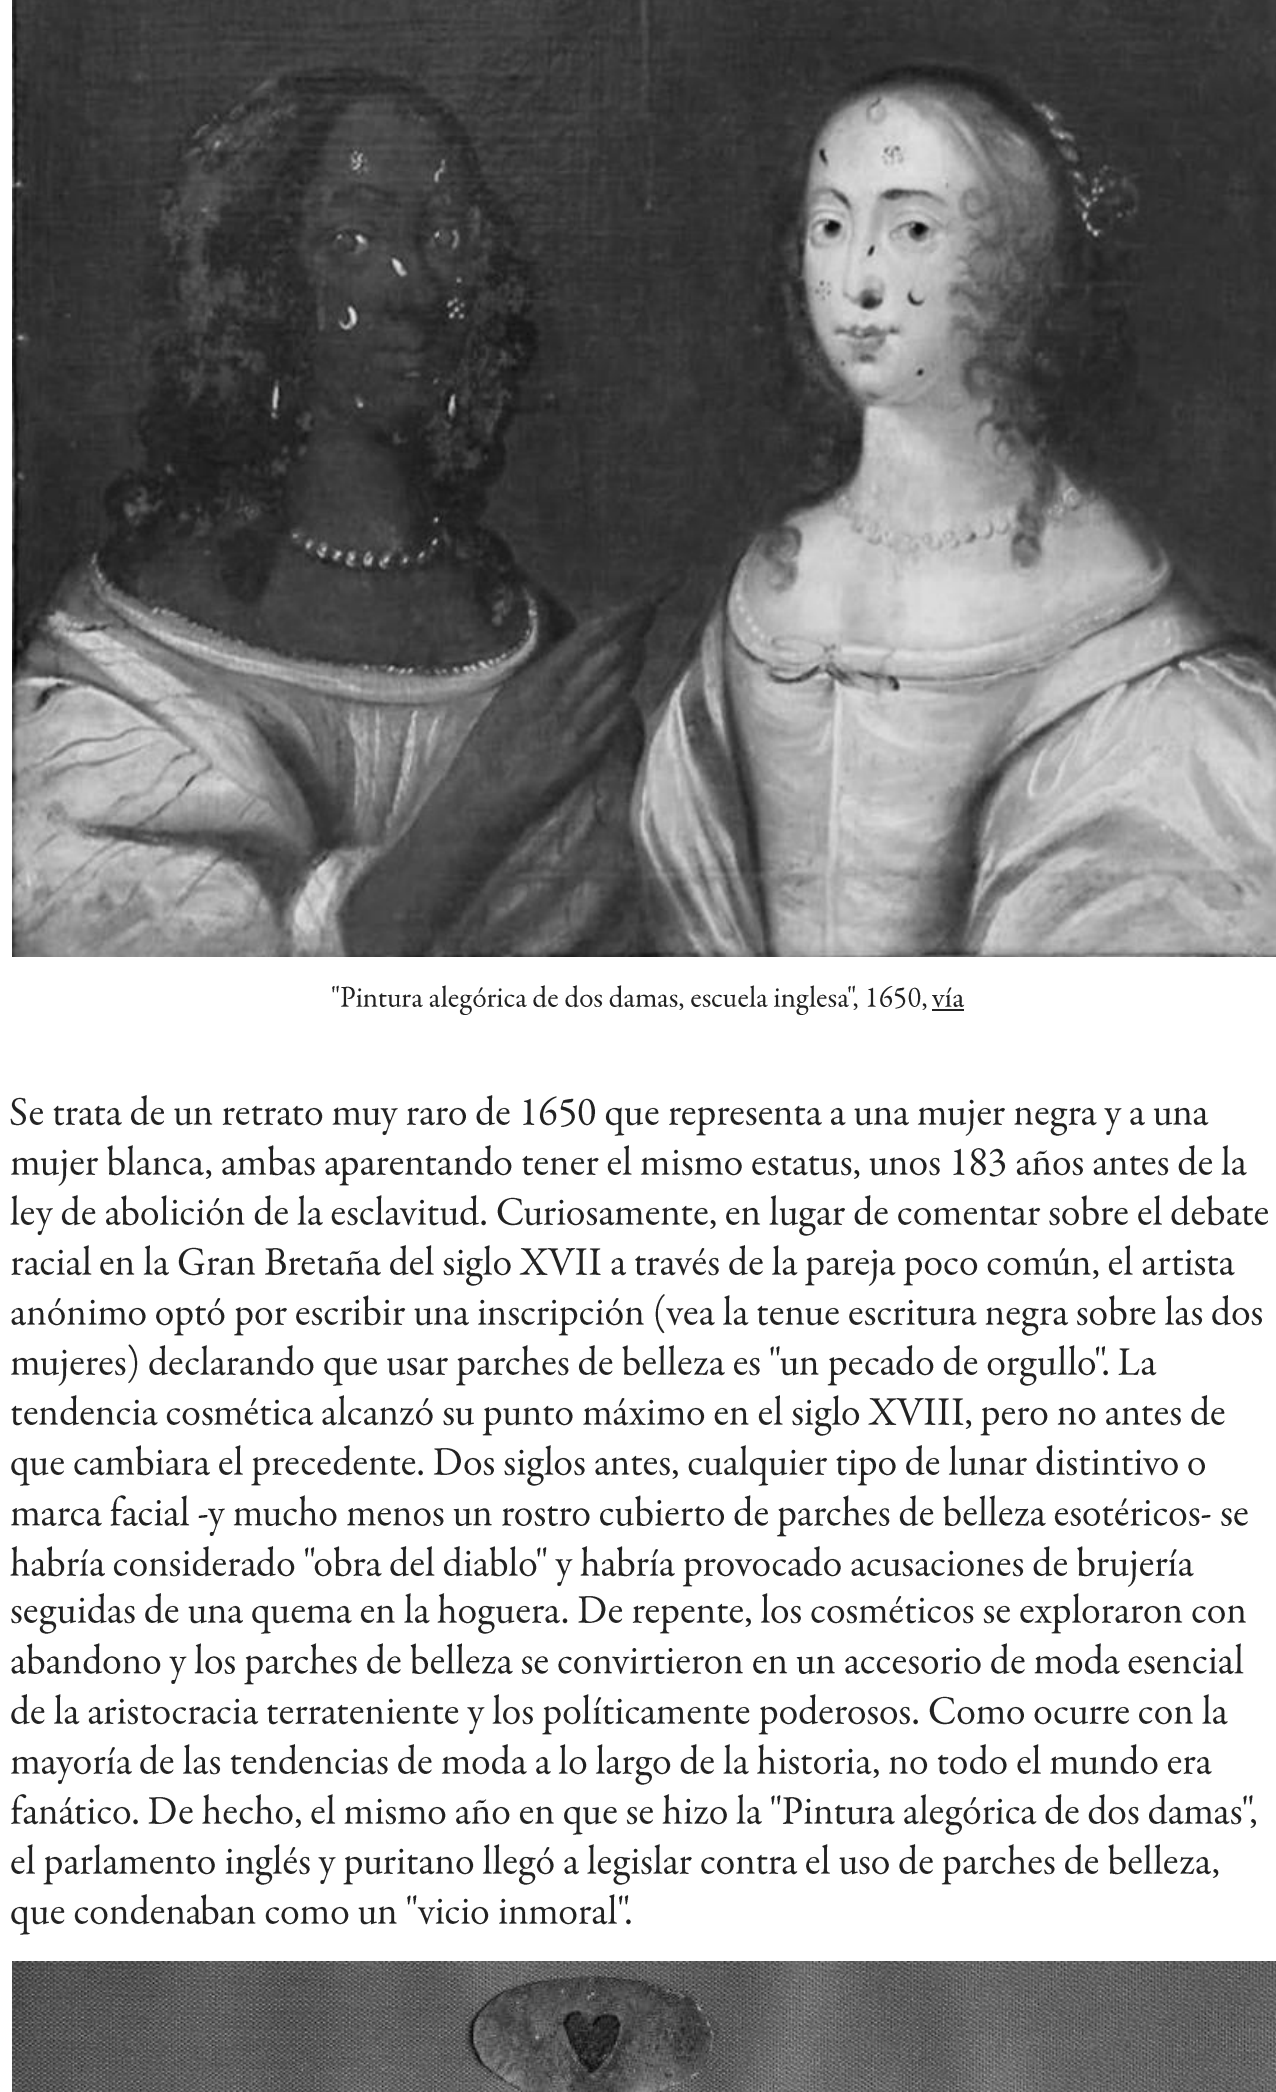 "Pintura alegórica de dos damas, escuela inglesa", 1650, vía
Se trata de un retrato muy raro de 1650 que representa a una mujer negra y a una
mujer blanca, ambas aparentando tener el mismo estatus, unos 183 años antes de la
ley de abolición de la esclavitud. Curiosamente, en lugar de comentar sobre el debate
racial en la Gran Bretaña del siglo XVII a través de la pareja poco común, el artista
anónimo optó por escribir una inscripción (vea la tenue escritura negra sobre las dos
mujeres) declarando que usar parches de belleza es "un pecado de orgullo". La
tendencia cosmética alcanzó su punto máximo en el siglo XVIII, pero no antes de
que cambiara el precedente. Dos siglos antes, cualquier tipo de lunar distintivo o
marca facial -y mucho menos un rostro cubierto de parches de belleza esotéricos- se
habría considerado "obra del diablo" y habría provocado acusaciones de brujería
seguidas de una quema en la hoguera. De repente, los cosméticos se exploraron con
abandono y los parches de belleza se convirtieron en un accesorio de moda esencial
de la aristocracia terrateniente y los políticamente poderosos. Como ocurre con la
mayoría de las tendencias de moda a lo largo de la historia, no todo el mundo era
fanático. De hecho, el mismo año en que se hizo la "Pintura alegórica de dos damas",
el parlamento inglés y puritano llegó a legislar contra el uso de parches de belleza,
que condenaban como un "vicio inmoral".